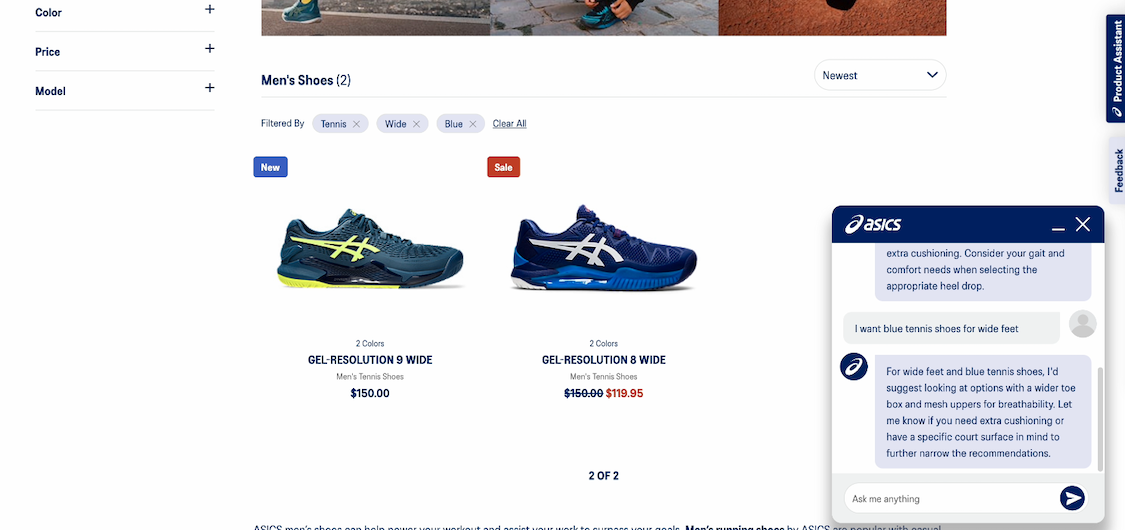 Color
Price
Model
Men's Shoes (2)
Newest
Filtered By
Tennis
Wide
Blue
Clear All
New
2 Colors
GEL-RESOLUTION 9 WIDE
Men's Tennis Shoes
$150.00
Sale
2 Colors
GEL-RESOLUTION 8 WIDE
Men's Tennis Shoes
$150.00 $119.95
2 OF 2
ASICS men's shoes can help power your workout and assist your work to surpass your goals. Men's running shoes by ASICS are popular with casual
Product Assistant
Feedback
asics
extra cushioning. Consider your gait and
comfort needs when selecting the
appropriate heel drop.
I want blue tennis shoes for wide feet
For wide feet and blue tennis shoes, I'd
suggest looking at options with a wider toe
box and mesh uppers for breathability. Let
me know if you need extra cushioning or
have a specific court surface in mind to
further narrow the recommendations.
Ask me anything